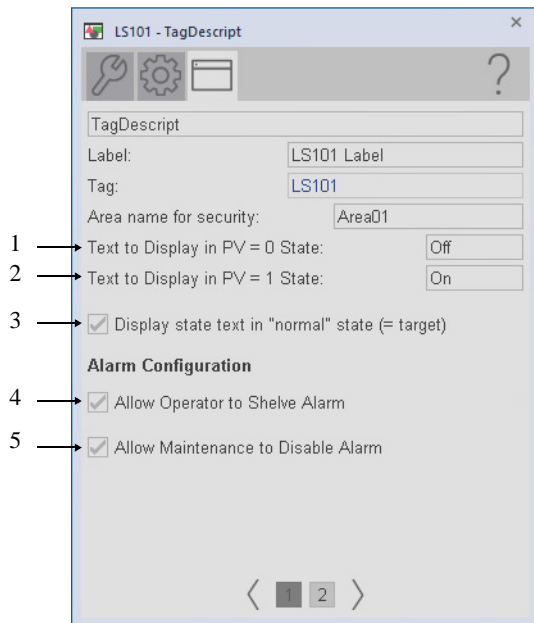 LS101 - TagDescript
TagDescript
Label: LS101 Label
Tag: LS101
Area name for security: Area01
1 Text to Display in PV = 0 State: Off
2 Text to Display in PV = 1 State: On
3 Display state text in "normal" state (= target)
Alarm Configuration
4 Allow Operator to Shelve Alarm
5 Allow Maintenance to Disable Alarm
1 2